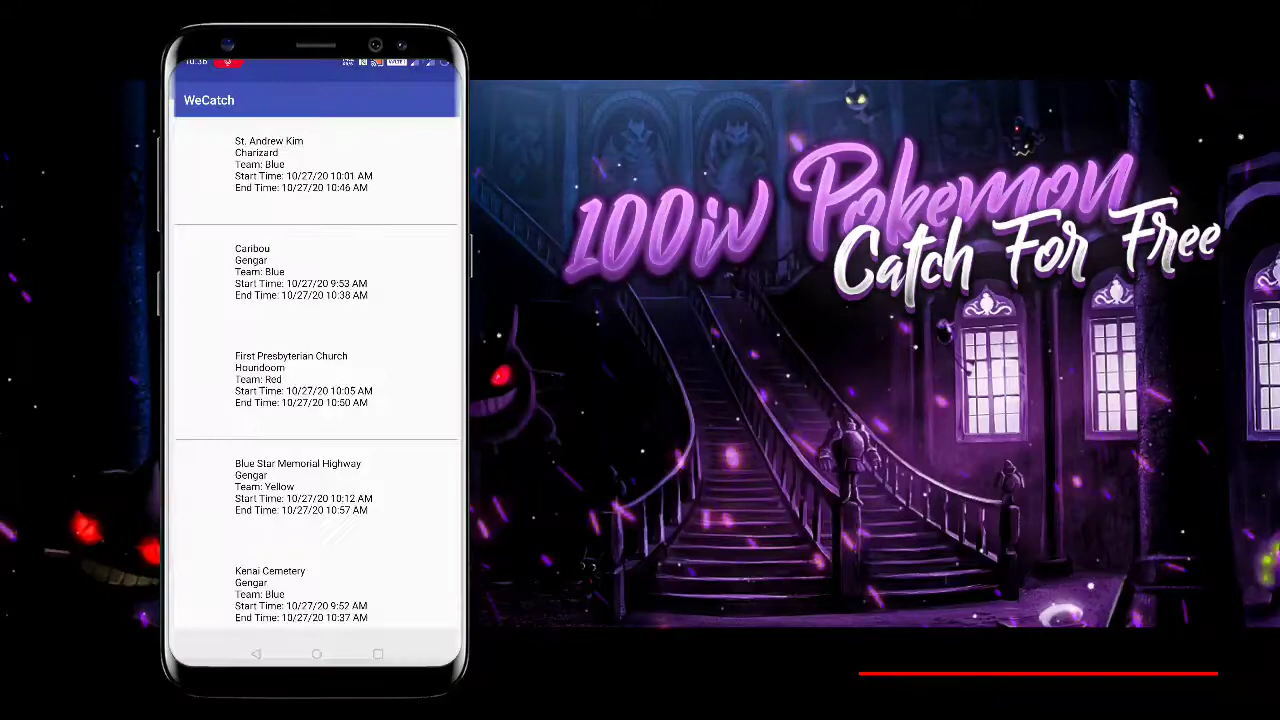 10:36
WeCatch
St. Andrew Kim
Charizard
Team: Blue
Start Time: 10/27/20 10:01 AM
End Time: 10/27/20 10:46 AM
Caribou
Gengar
Team: Blue
Start Time: 10/27/20 9:53 AM
End Time: 10/27/20 10:38 AM
First Presbyterian Church
Houndoom
Team: Red
Start Time: 10/27/20 10:05 AM
End Time: 10/27/20 10:50 AM
Blue Star Memorial Highway
Gengar
Team: Yellow
Start Time: 10/27/20 10:12 AM
End Time: 10/27/20 10:57 AM
Kenai Cemetery
Gengar
Team: Blue
Start Time: 10/27/20 9:52 AM
End Time: 10/27/20 10:37 AM
100iv Pokemon
Catch For Free